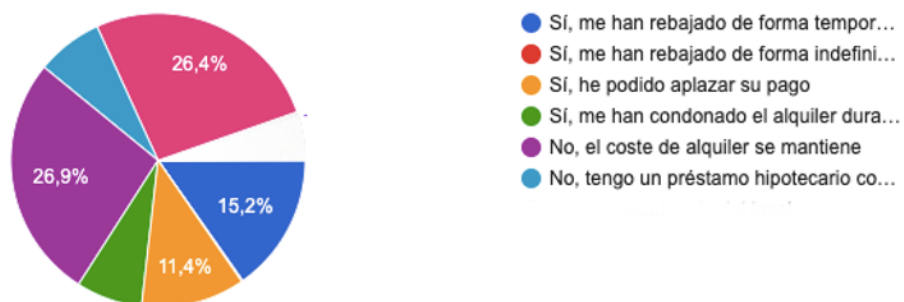 26,4%
26,9%
15,2%
11,4%
Sí, me han rebajado de forma tempor...
Sí, me han rebajado de forma indefini...
Sí, he podido aplazar su pago
Sí, me han condonado el alquiler dura...
No, el coste de alquiler se mantiene
No, tengo un préstamo hipotecario co...